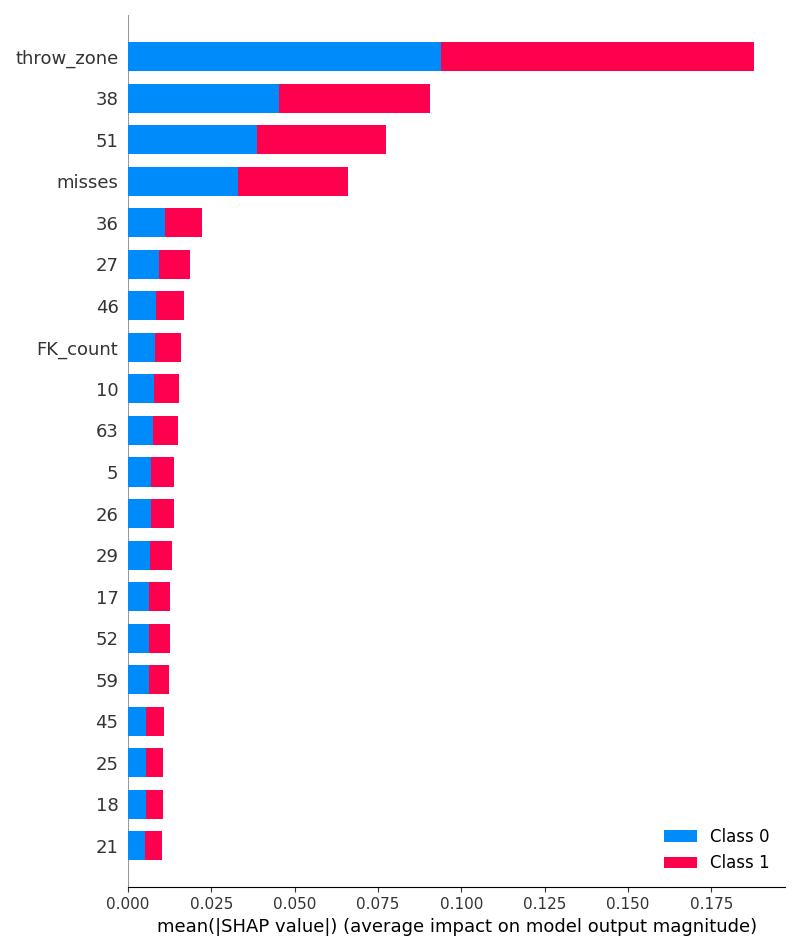 throw_zone
38
51
misses
36
27
46
FK_count
10
63
5
26
29
17
52
59
45
25
18
21
Class 0
Class 1
0.000 0.025 0.050 0.075 0.100 0.125 0.150 0.175
mean(|SHAP value|) (average impact on model output magnitude)